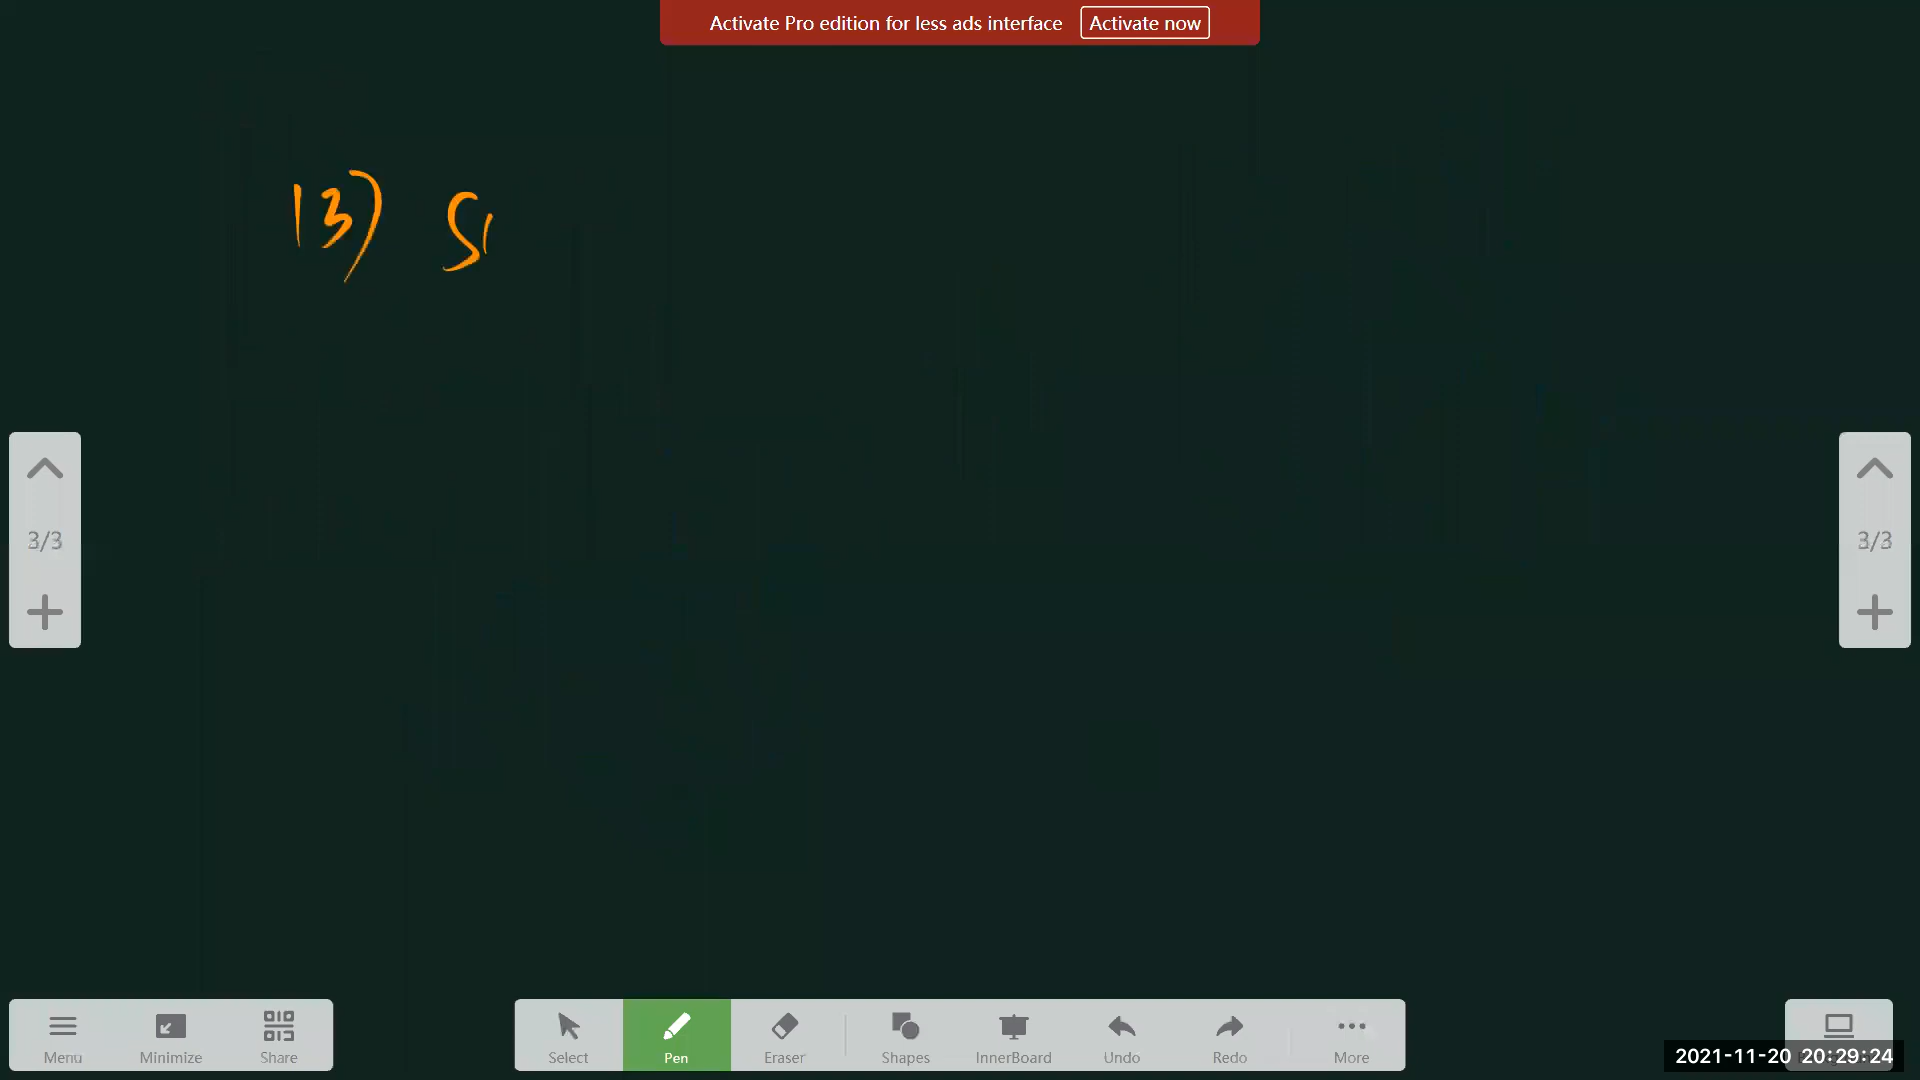 Activate Pro edition for less ads interface Activate now
13) SI
3/3 3/3
Menu Minimize Share Select Pen Eraser Shapes InnerBoard Undo Redo More
2021-11-20 20:29:24